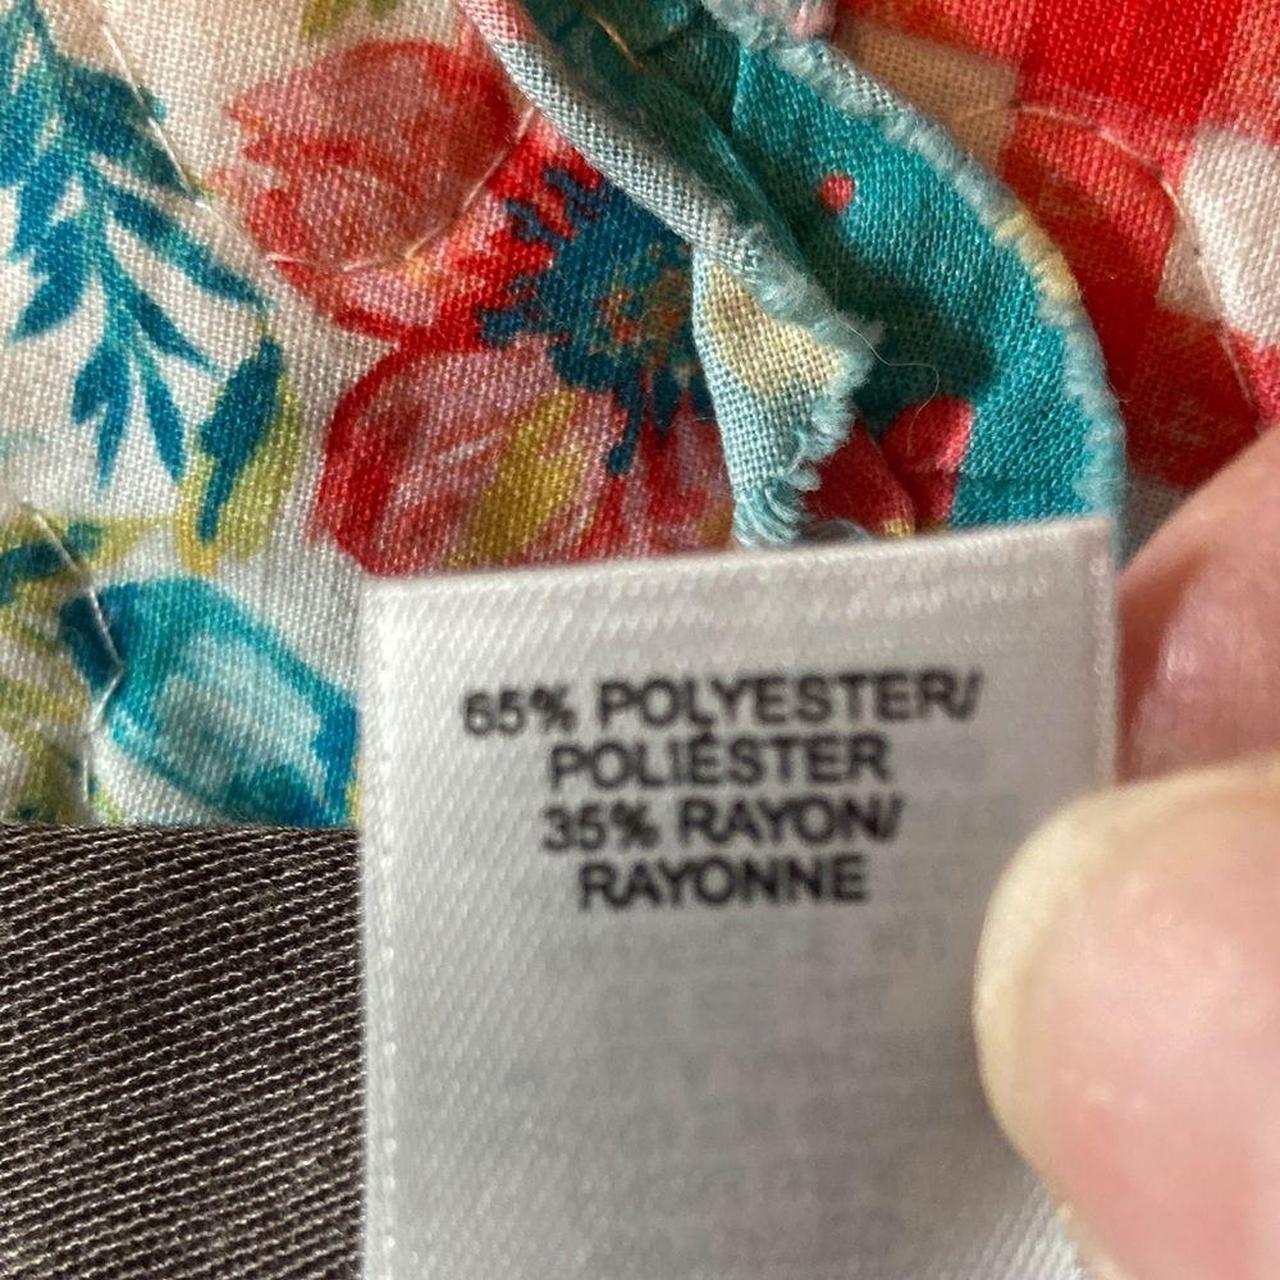 65% POLYESTER/
POLIÉSTER
35% RAYON/
RAYONNE